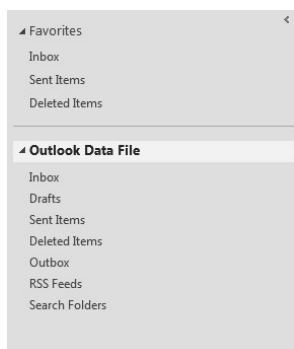 Favorites
Inbox
Sent Items
Deleted Items
Outlook Data File
Inbox
Drafts
Sent Items
Deleted Items
Outbox
RSS Feeds
Search Folders